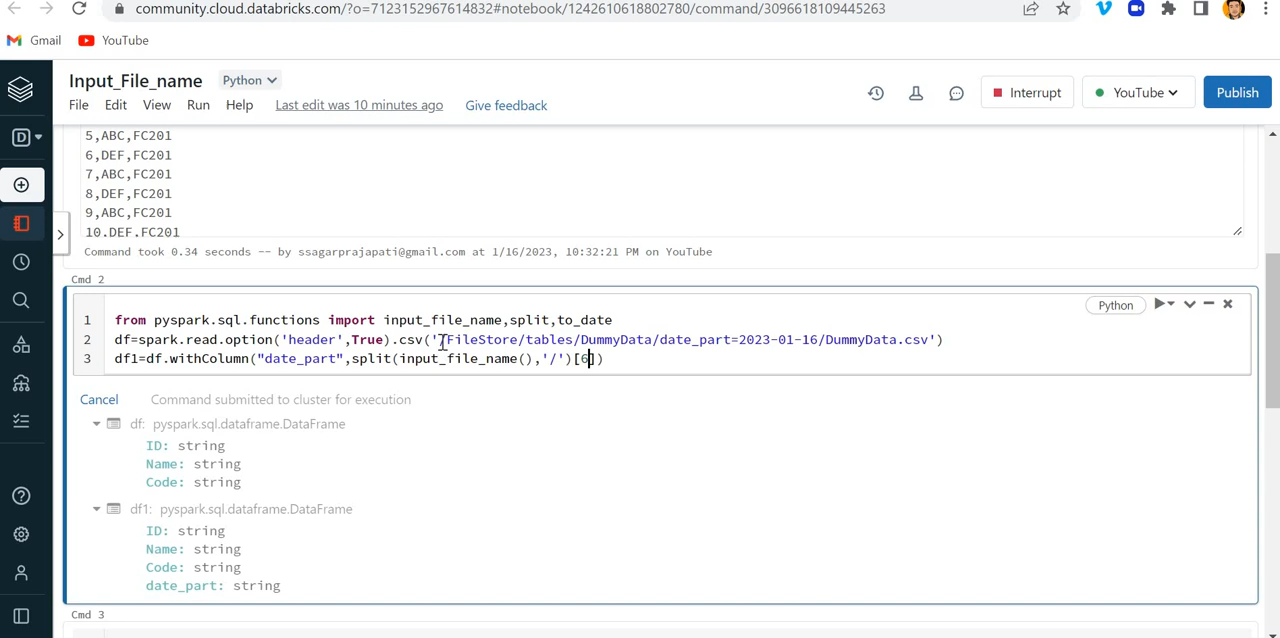 community.cloud.databricks.com/?o=7123152967614832#notebook/1242610618802780/command/3096618109445263
Gmail YouTube
Input_File_name Python
File Edit View Run Help Last edit was 10 minutes ago Give feedback
Interrupt YouTube Publish
D
5,ABC,FC201
6,DEF,FC201
7,ABC,FC201
8,DEF,FC201
9,ABC,FC201
10.DEF.FC201
Command took 0.34 seconds -- by ssagarprajapati@gmail.com at 1/16/2023, 10:32:21 PM on YouTube
Cmd 2
Python
1 from pyspark.sql.functions import input_file_name,split,to_date
2 df=spark.read.option('header',True).csv('/FileStore/tables/DummyData/date_part=2023-01-16/DummyData.csv')
3 df1=df.withColumn("date_part",split(input_file_name(),'/')[6])
Cancel Command submitted to cluster for execution
df: pyspark.sql.dataframe.DataFrame
ID: string
Name: string
Code: string
df1: pyspark.sql.dataframe.DataFrame
ID: string
Name: string
Code: string
date_part: string
Cmd 3